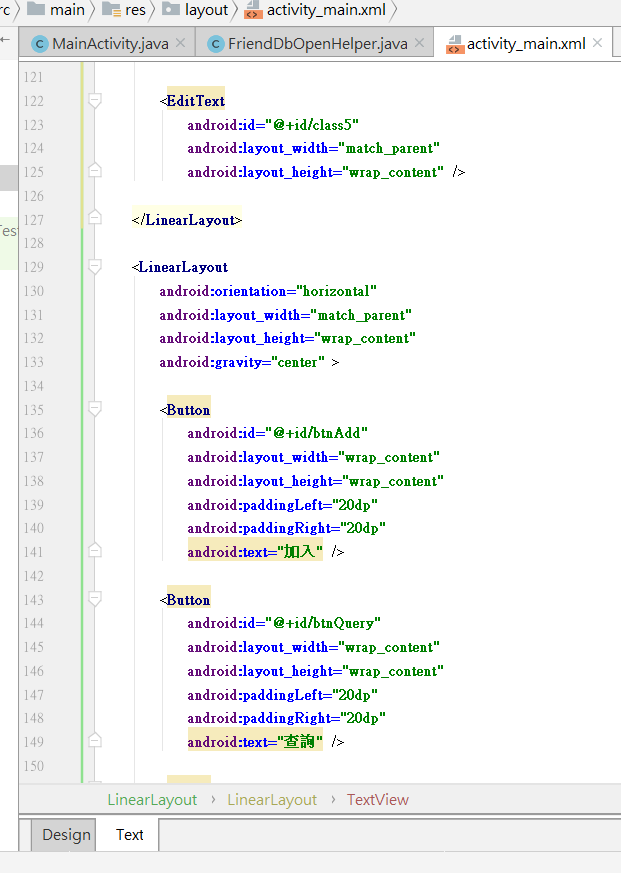 rc main res layout activity_main.xml
MainActivity.java FriendDbOpenHelper.java activity_main.xml
121
122 <EditText
123 android:id="@+id/class5"
124 android:layout_width="match_parent"
125 android:layout_height="wrap_content" />
126
127 </LinearLayout>
128
129 <LinearLayout
130 android:orientation="horizontal"
131 android:layout_width="match_parent"
132 android:layout_height="wrap_content"
133 android:gravity="center" >
134
135 <Button
136 android:id="@+id/btnAdd"
137 android:layout_width="wrap_content"
138 android:layout_height="wrap_content"
139 android:paddingLeft="20dp"
140 android:paddingRight="20dp"
141 android:text="加入" />
142
143 <Button
144 android:id="@+id/btnQuery"
145 android:layout_width="wrap_content"
146 android:layout_height="wrap_content"
147 android:paddingLeft="20dp"
148 android:paddingRight="20dp"
149 android:text="查詢" />
150
LinearLayout › LinearLayout › TextView
Design Text